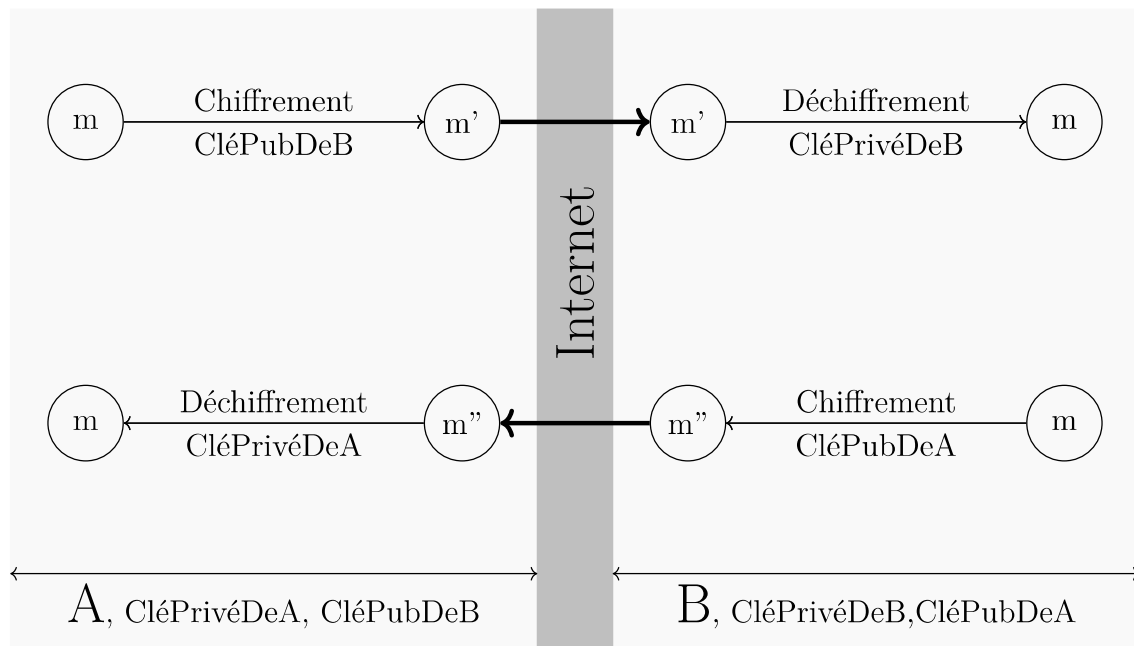 Chiffrement
Déchiffrement
m
m'
m'
m
CléPubDeB
CléPrivéDeB
Internet
Déchiffrement
Chiffrement
m
m"
m"
m
CléPrivéDeA
CléPubDeA
A, CléPrivéDeA, CléPubDeB
B, CléPrivéDeB,CléPubDeA